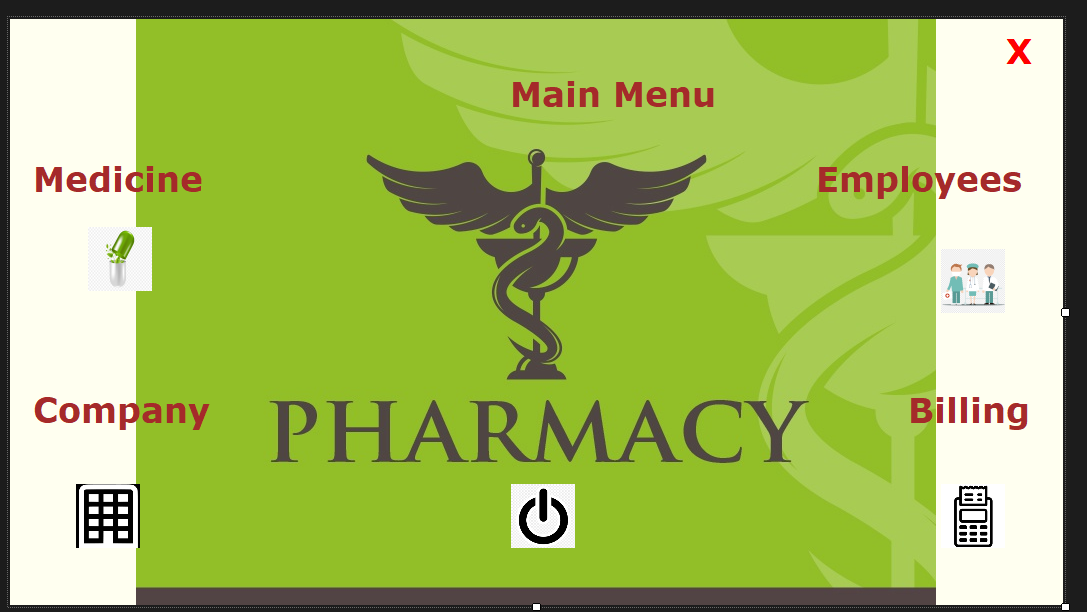 X
Main Menu
Medicine
Employees
Company
Billing
PHARMACY